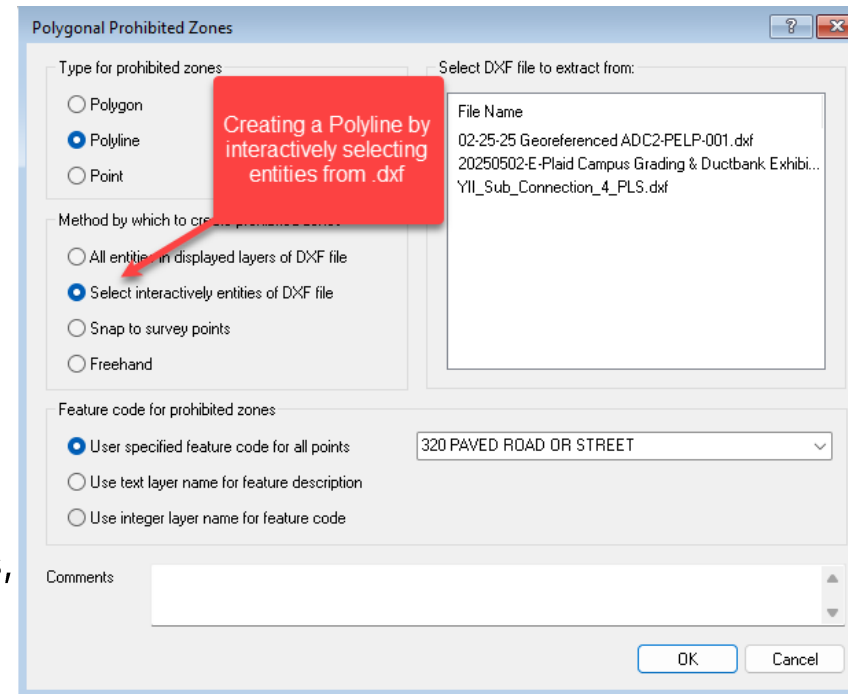 Polygonal Prohibited Zones
Type for prohibited zones
Polygon
Polyline
Point
Creating a Polyline by
interactively selecting
entities from .dxf
Select DXF file to extract from:
File Name
02-25-25 Georeferenced ADC2-PELP-001.dxf
20250502-E-Plaid Campus Grading & Ductbank Exhibi...
YII_Sub_Connection_4_PLS.dxf
Method by which to create prohibited zones
All entities in displayed layers of DXF file
Select interactively entities of DXF file
Snap to survey points
Freehand
Feature code for prohibited zones
User specified feature code for all points
320 PAVED ROAD OR STREET
Use text layer name for feature description
Use integer layer name for feature code
,
Comments
OK
Cancel